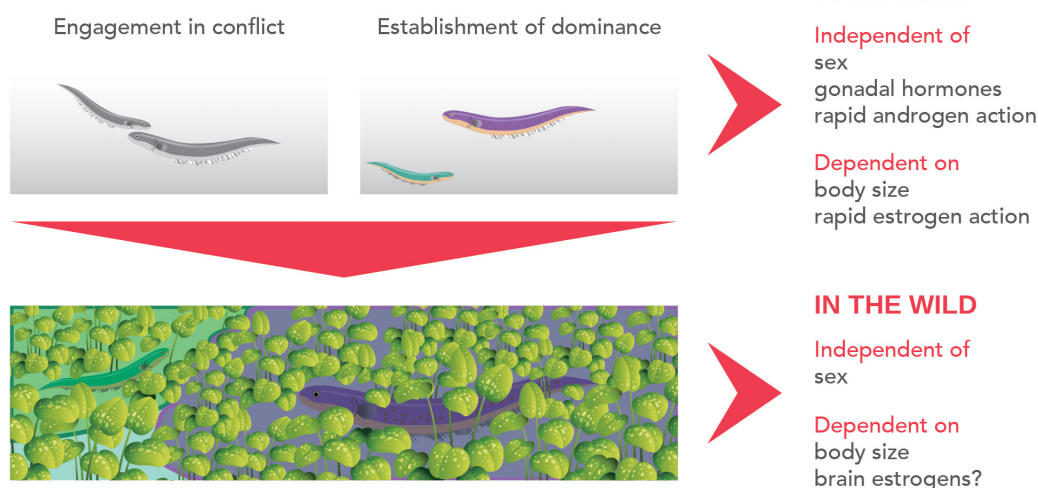 Engagement in conflict
Establishment of dominance
Independent of
sex
gonadal hormones
rapid androgen action
Dependent on
body size
rapid estrogen action
IN THE WILD
Independent of
sex
Dependent on
body size
brain estrogens?